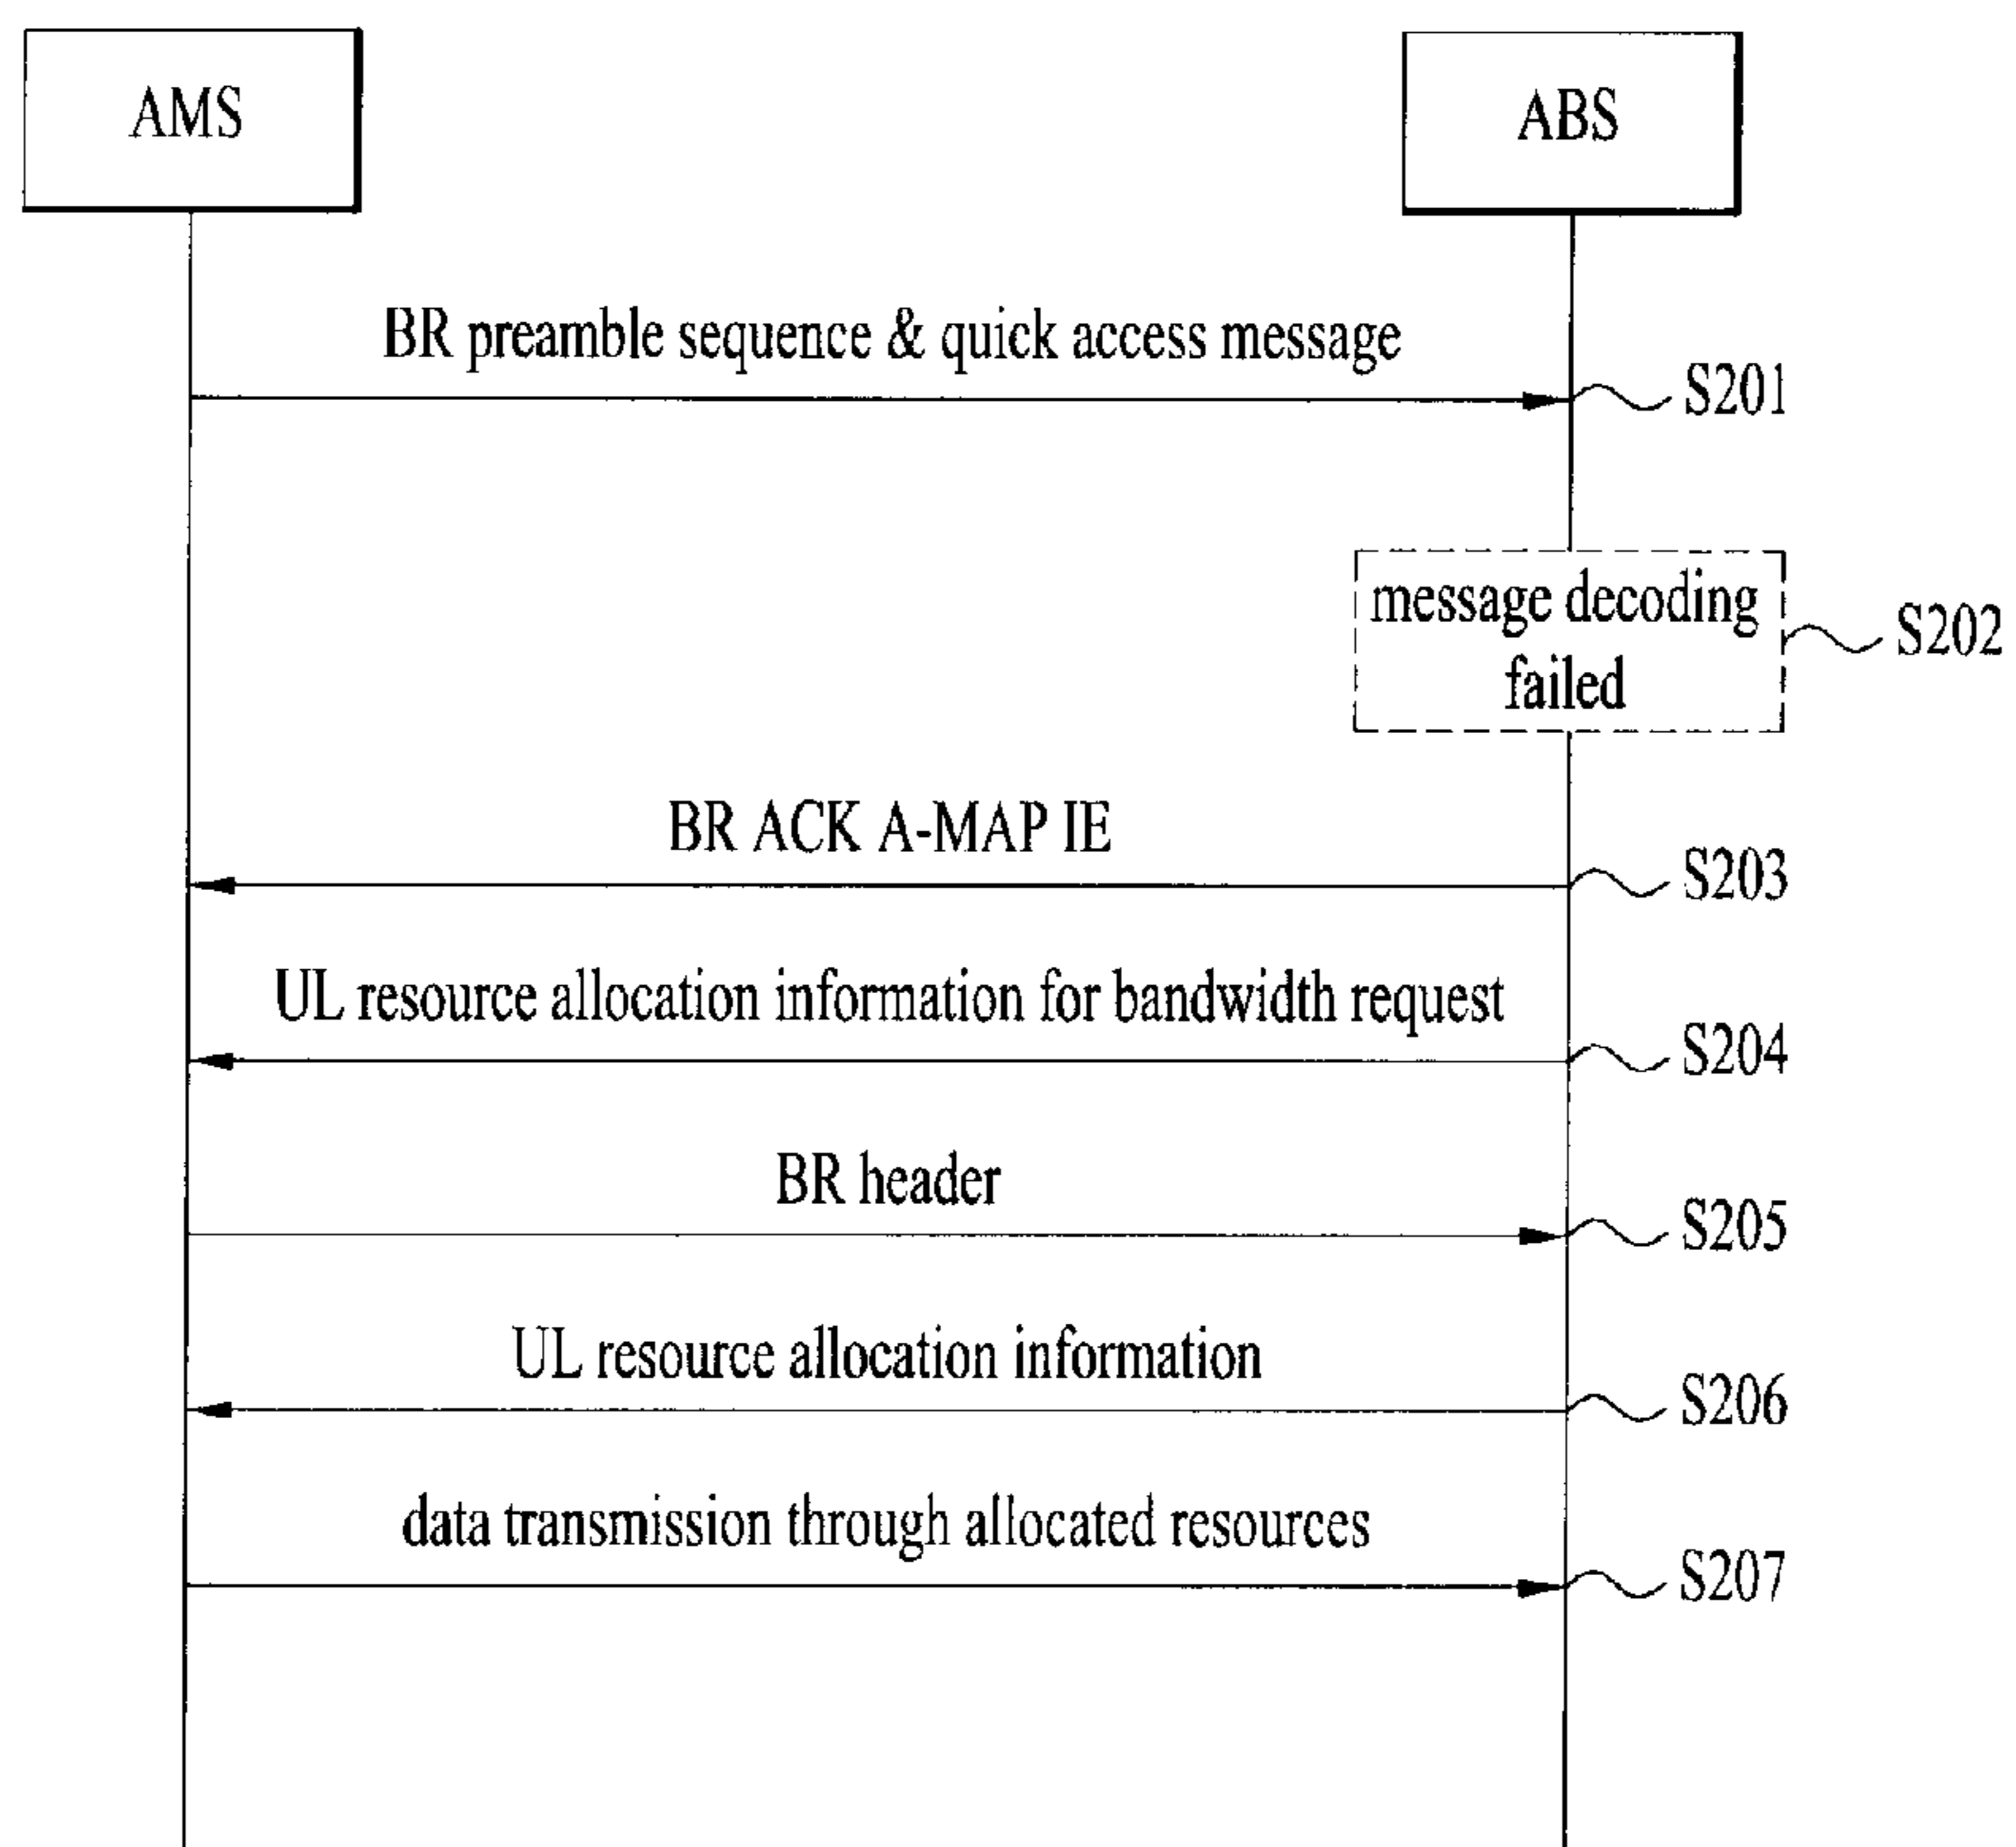 AMS
ABS
BR preamble sequence & quick access message
S201
message decoding
failed
S202
BR ACK A-MAP IE
S203
UL resource allocation information for bandwidth request
S204
BR header
S205
UL resource allocation information
S206
data transmission through allocated resources
S207